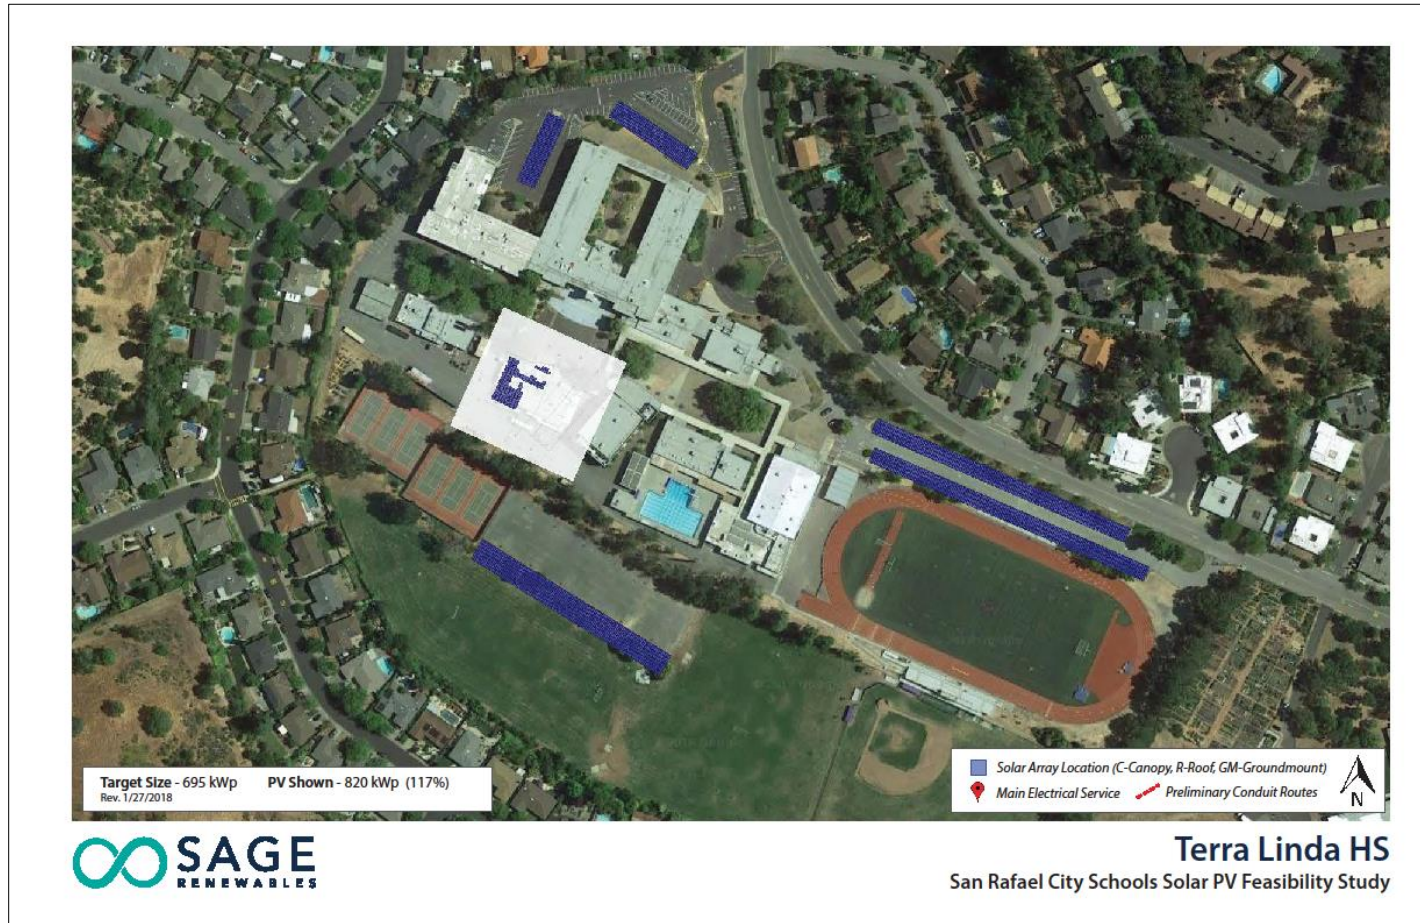 Target Size - 695 kWp PV Shown - 820 kWp (117%)
Rev. 1/27/2018
Solar Array Location (C-Canopy, R-Roof, GM-Groundmount)
Main Electrical Service Preliminary Conduit Routes
N
SAGE
RENEWABLES
Terra Linda HS
San Rafael City Schools Solar PV Feasibility Study